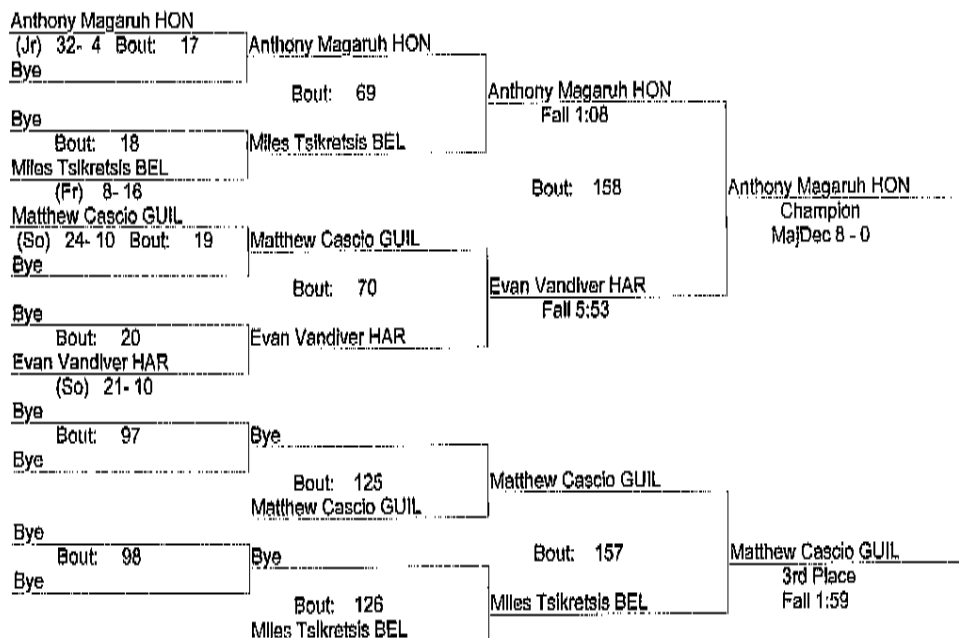 Anthony Magaruh HON
(Jr) 32- 4 Bout: 17
Bye
Anthony Magaruh HON
Bout: 69
Anthony Magaruh HON
Fall 1:08
Bye
Bout: 18
Miles Tsikretsis BEL
Miles Tsikretsis BEL
(Fr) 8- 16
Bout: 158
Anthony Magaruh HON
Champion
MajDec 8 - 0
Matthew Cascio GUIL
(So) 24- 10 Bout: 19
Bye
Matthew Cascio GUIL
Bout: 70
Evan Vandiver HAR
Fall 5:53
Bye
Bout: 20
Evan Vandiver HAR
Evan Vandiver HAR
(So) 21- 10
Bye
Bout: 97
Bye
Bye
Bout: 125
Matthew Cascio GUIL
Matthew Cascio GUIL
Bye
Bout: 98
Bye
Bye
Bout: 126
Miles Tsikretsis BEL
Bout: 157
Miles Tsikretsis BEL
Matthew Cascio GUIL
3rd Place
Fall 1:59